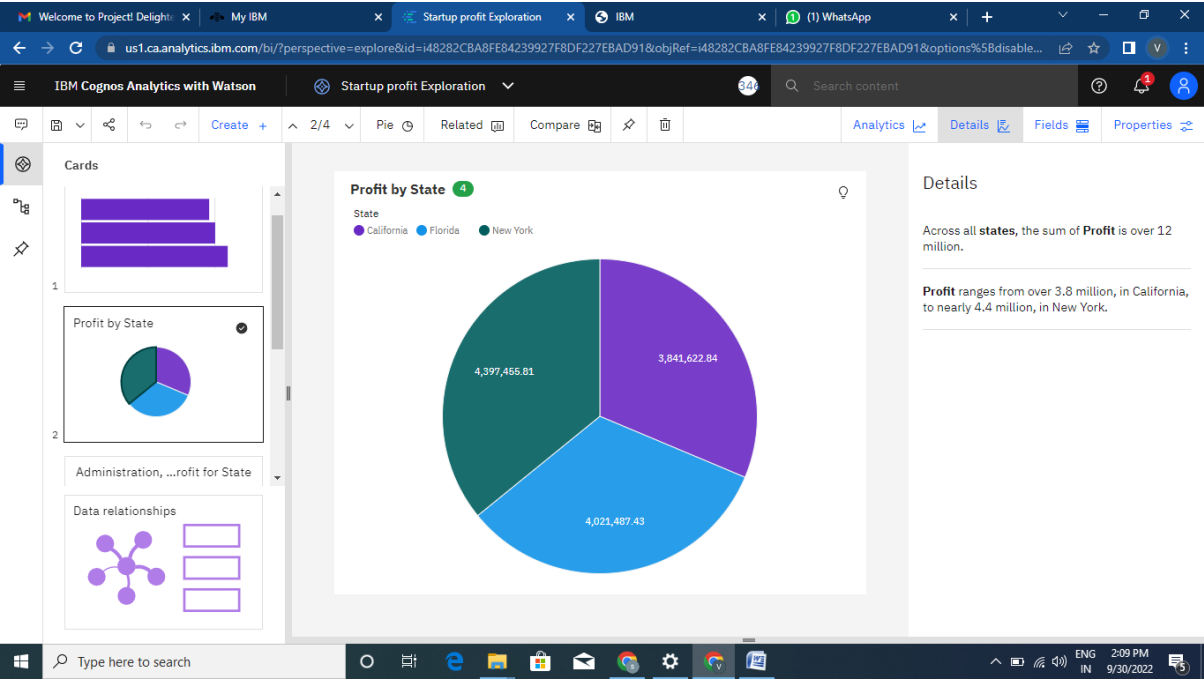 Welcome to Project! Delighte
My IBM
Startup profit Exploration
IBM
(1) WhatsApp
us1.ca.analytics.ibm.com/bi/?perspective=explore&id=i48282CBA8FE84239927F8DF227EBAD91&objRef=i48282CBA8FE84239927F8DF227EBAD91&options%5Bdisable...
V
IBM Cognos Analytics with Watson
Startup profit Exploration
Search content
1
Create +
2/4
Pie
Related
Compare
Analytics
Details
Fields
Properties
Cards
1
Profit by State
2
Administration, ...rofit for State
Data relationships
Profit by State 4
State
California Florida New York
3,841,622.84
4,397,455.81
4,021,487.43
Details
Across all states, the sum of Profit is over 12
million.
Profit ranges from over 3.8 million, in California,
to nearly 4.4 million, in New York.
Type here to search
ENG
IN
2:09 PM
9/30/2022
5